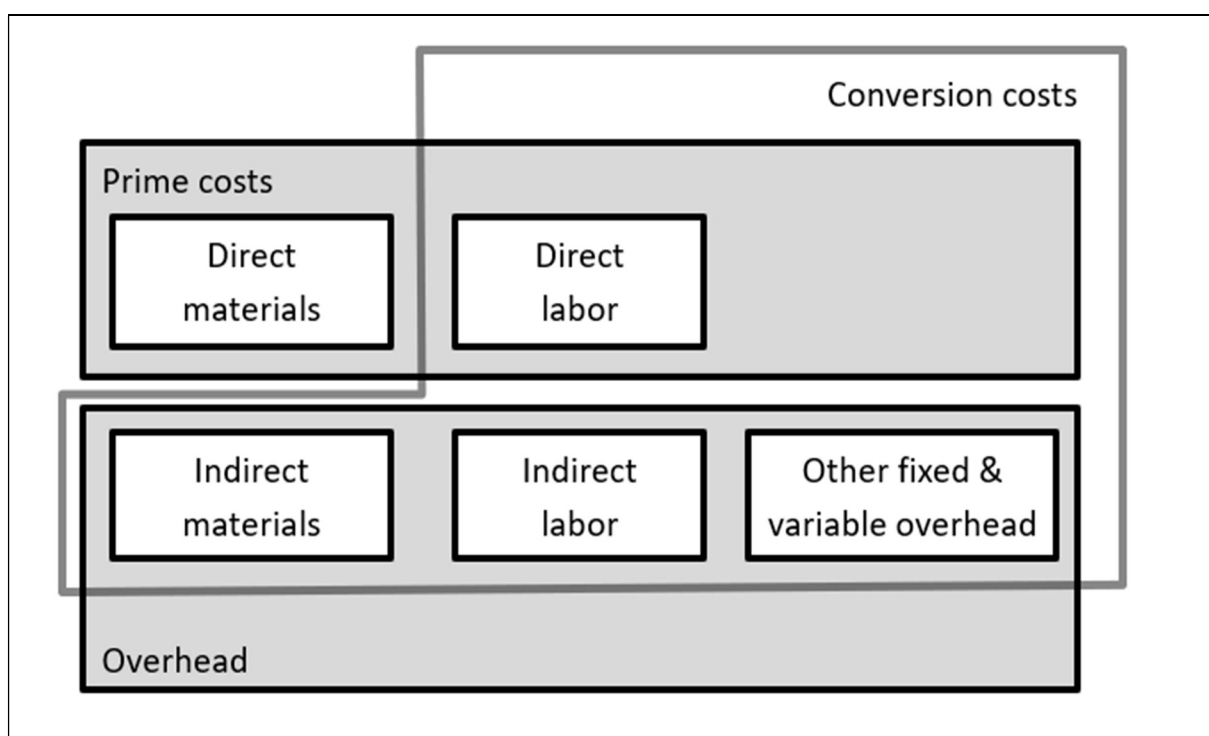 Conversion costs
Prime costs
Direct
materials
Direct
labor
Indirect
materials
Indirect
labor
Other fixed &
variable overhead
Overhead